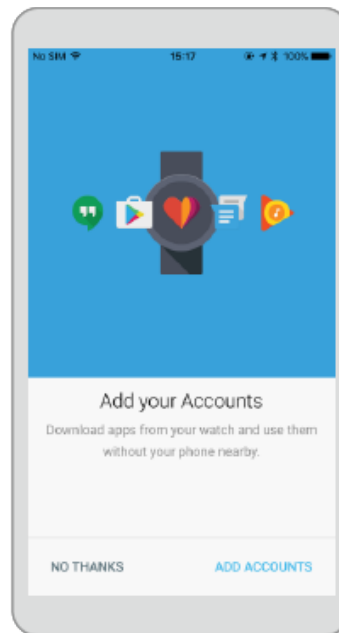 No SIM 15:17 100%
Add your Accounts
Download apps from your watch and use them
without your phone nearby.
NO THANKS ADD ACCOUNTS